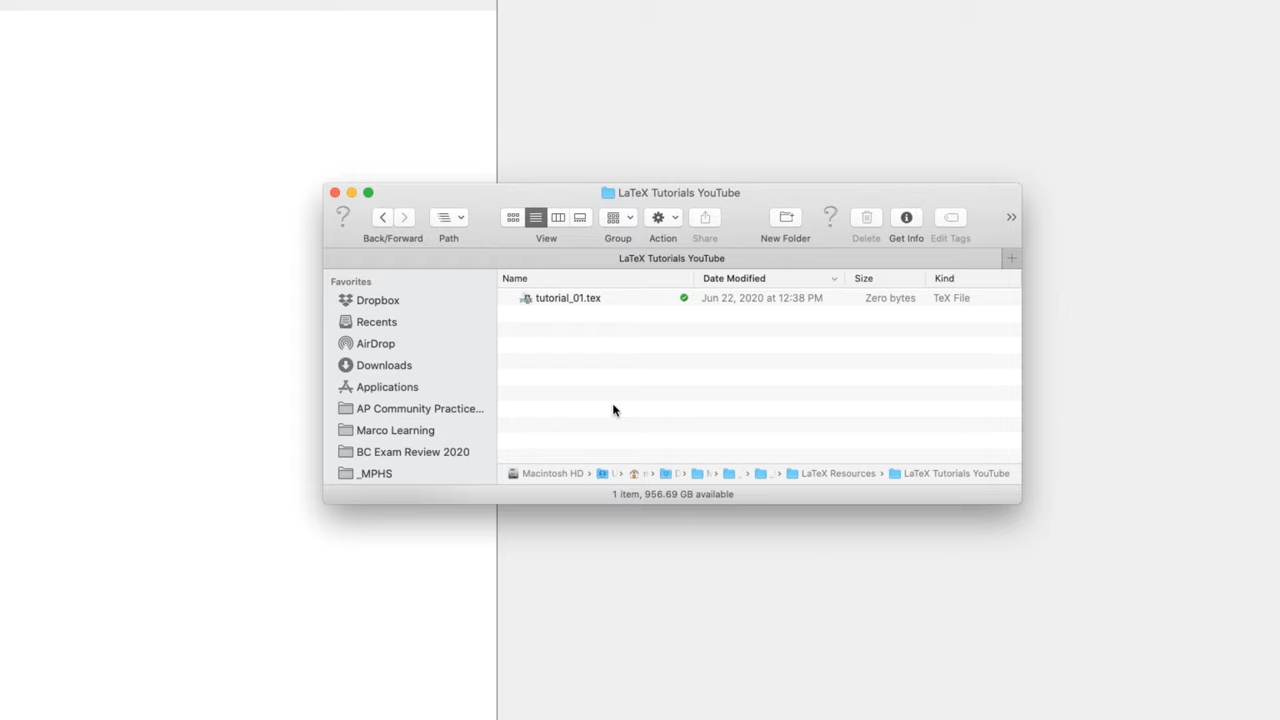 LaTeX Tutorials YouTube
Back/Forward Path View Group Action Share New Folder Delete Get Info Edit Tags
LaTeX Tutorials YouTube
Favorites
Dropbox
Recents
AirDrop
Downloads
Applications
AP Community Practice...
Marco Learning
BC Exam Review 2020
_MPHS
Name Date Modified Size Kind
tutorial_01.tex Jun 22, 2020 at 12:38 PM Zero bytes TeX File
Macintosh HD › › › › › › › LaTeX Resources › LaTeX Tutorials YouTube
1 item, 956.69 GB available